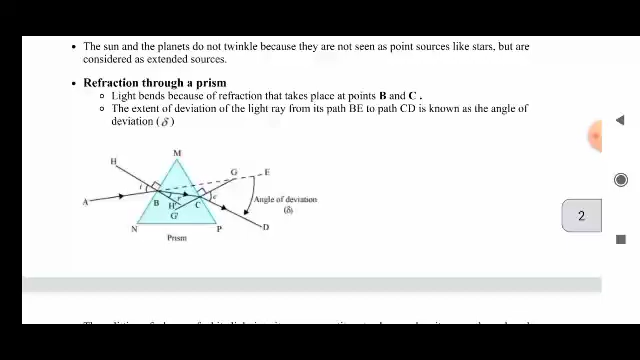 • The sun and the planets do not twinkle because they are not seen as point sources like stars, but are
considered as extended sources.
• Refraction through a prism
o Light bends because of refraction that takes place at points B and C .
o The extent of deviation of the light ray from its path BE to path CD is known as the angle of
deviation (δ)
M
H
G
E
i
r
e
A
B
H'
C
G'
Angle of deviation
(δ)
N
P
D
Prism
2